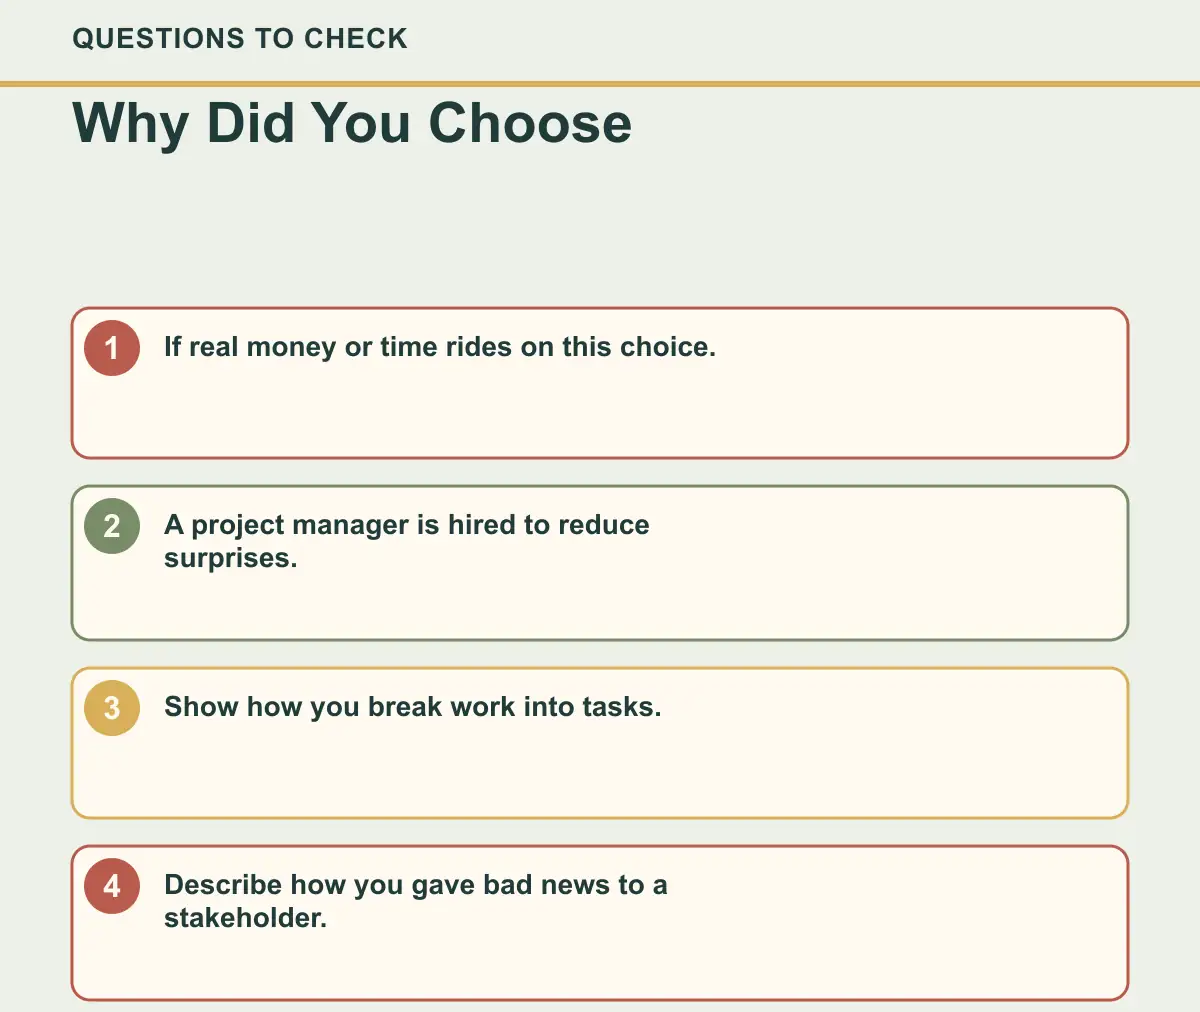 QUESTIONS TO CHECK
Why Did You Choose
1
If real money or time rides on this choice.
2
A project manager is hired to reduce
surprises.
3
Show how you break work into tasks.
4
Describe how you gave bad news to a
stakeholder.